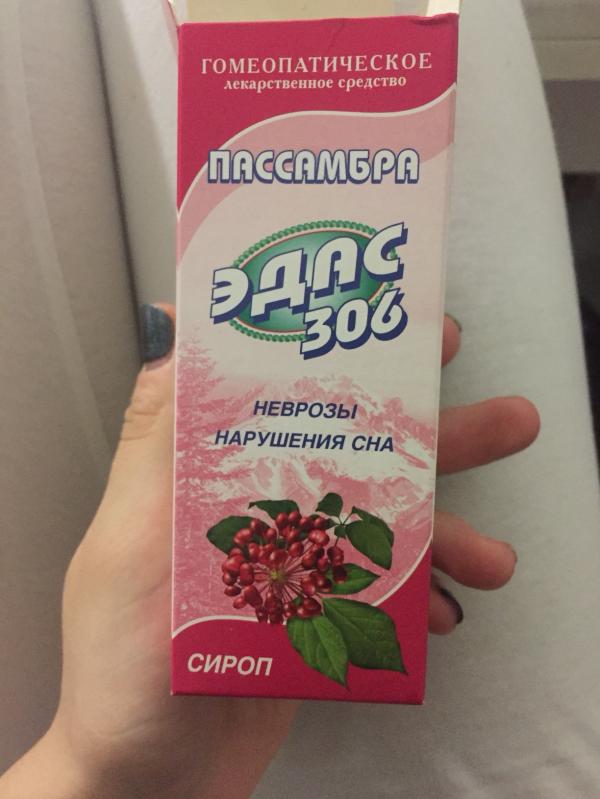 ГОМЕОПАТИЧЕСКОЕ
лекарственное средство
ПАССАМБРА
ЭДАС
306
НЕВРОЗЫ
НАРУШЕНИЯ СНА
СИРОП